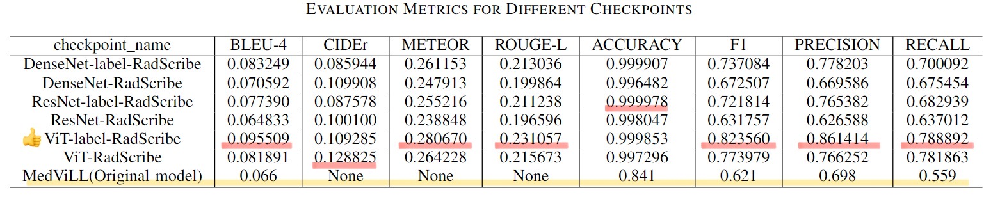 EVALUATION METRICS FOR DIFFERENT CHECKPOINTS
checkpoint_name BLEU-4 CIDEr METEOR ROUGE-L ACCURACY F1 PRECISION RECALL
DenseNet-label-RadScribe 0.083249 0.085944 0.261153 0.213036 0.999907 0.737084 0.778203 0.700092
DenseNet-RadScribe 0.070592 0.109908 0.247913 0.199864 0.996482 0.672507 0.669586 0.675454
ResNet-label-RadScribe 0.077390 0.087578 0.255216 0.211238 0.999978 0.721814 0.765382 0.682939
ResNet-RadScribe 0.064833 0.100100 0.238848 0.196596 0.998047 0.631757 0.626588 0.637012
👍 ViT-label-RadScribe 0.095509 0.109285 0.280670 0.231057 0.999853 0.823560 0.861414 0.788892
ViT-RadScribe 0.081891 0.128825 0.264228 0.215673 0.997296 0.773979 0.766252 0.781863
MedViLL(Original model) 0.066 None None None 0.841 0.621 0.698 0.559